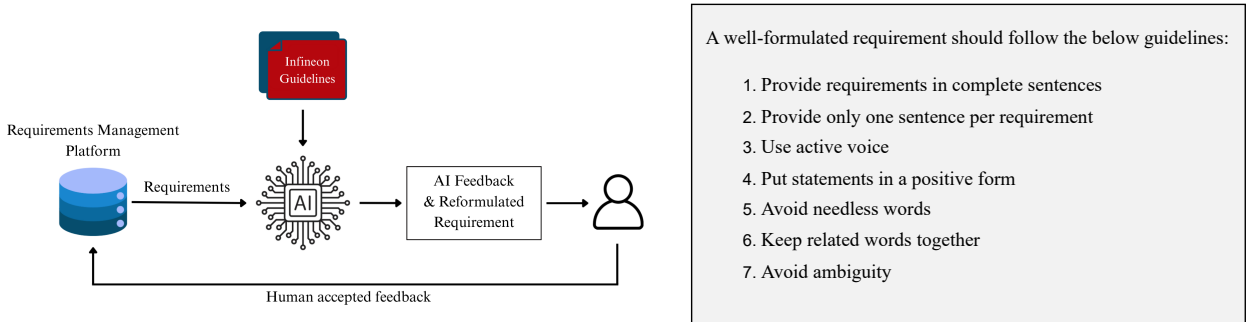 Infineon
Guidelines
Requirements Management
Platform
Requirements
AI
AI Feedback
& Reformulated
Requirement
Human accepted feedback
A well-formulated requirement should follow the below guidelines:
1. Provide requirements in complete sentences
2. Provide only one sentence per requirement
3. Use active voice
4. Put statements in a positive form
5. Avoid needless words
6. Keep related words together
7. Avoid ambiguity